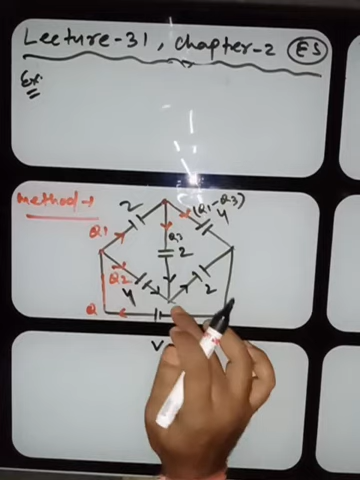 Lecture-31, chapter-2 ES
Ex:
method-1
2
(Q1-Q3)
4
Q1
Q3
2
Q2
4
2
Q
V